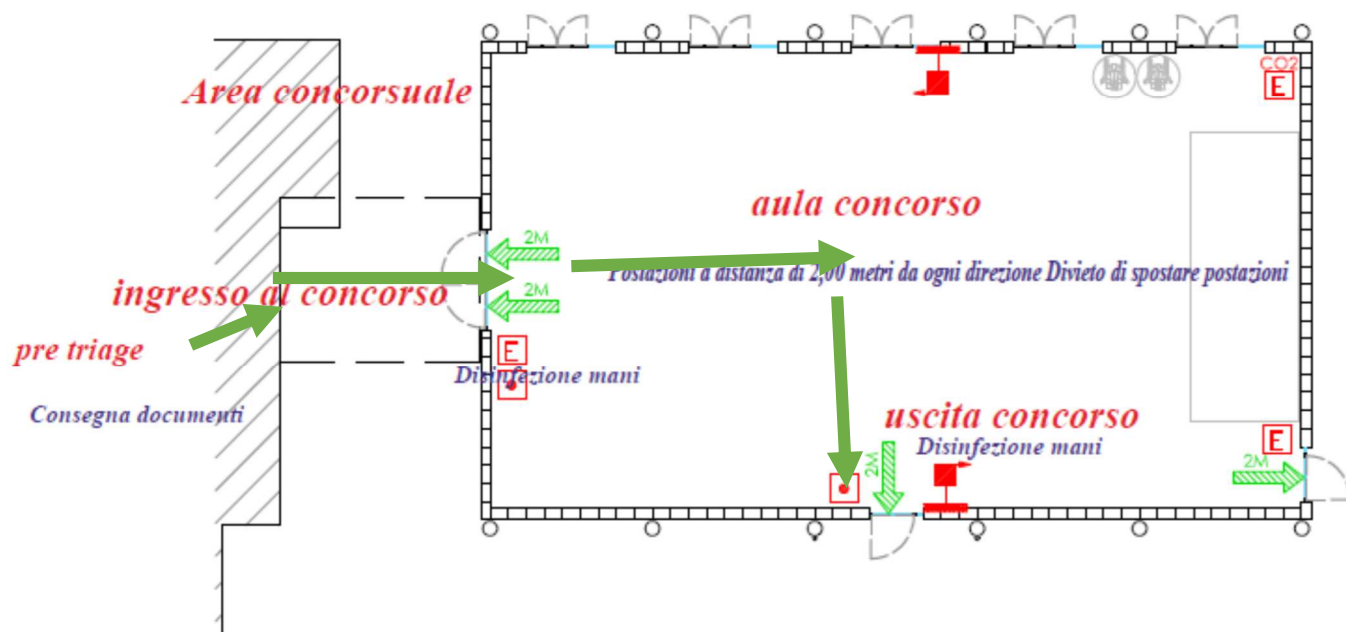 CO2
E
Area concorsuale
aula concorso
2M
Postazioni a distanza di 2,00 metri da ogni direzione Divieto di spostare postazioni
ingresso al concorso
2M
pre triage
E
Disinfezione mani
Consegna documenti
uscita concorso
Disinfezione mani
E
2M
2M